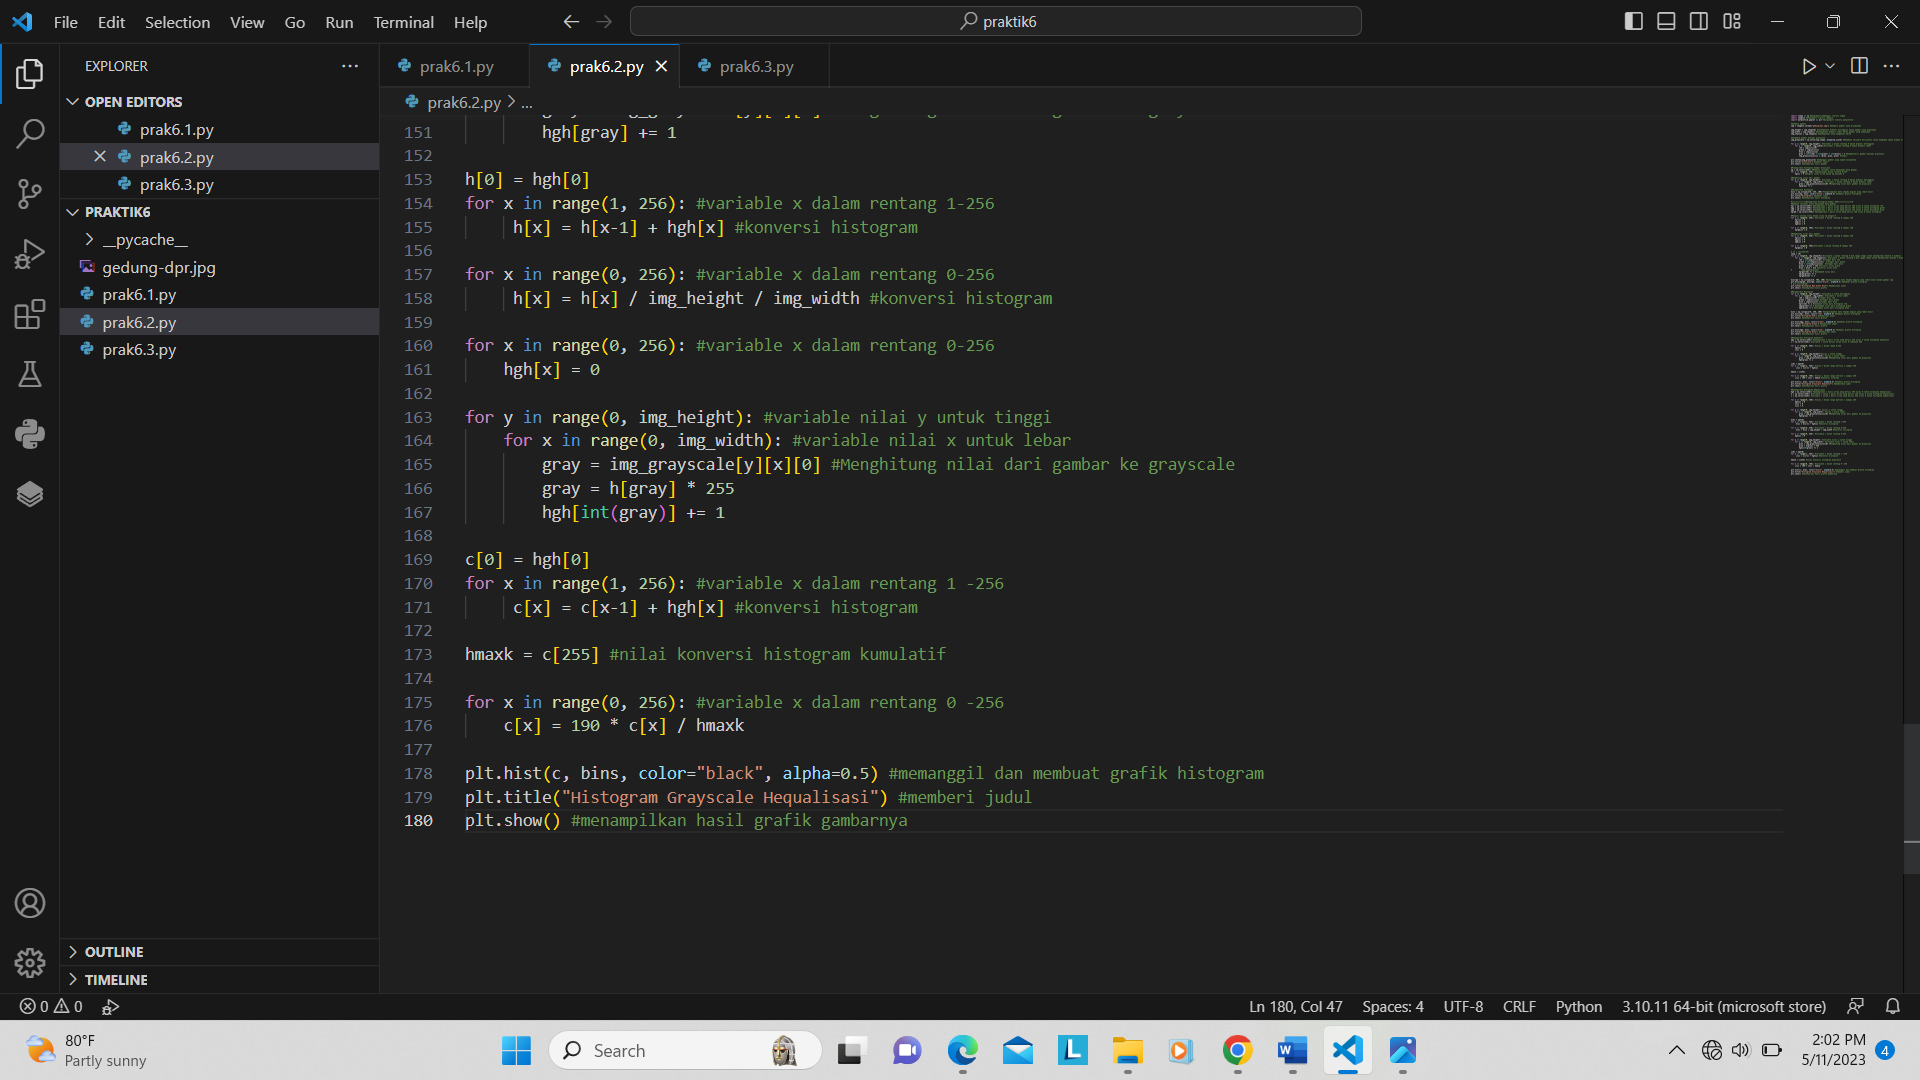 File Edit Selection View Go Run Terminal Help
praktik6
EXPLORER
OPEN EDITORS
prak6.1.py
prak6.2.py
prak6.3.py
PRAKTIK6
__pycache__
gedung-dpr.jpg
prak6.1.py
prak6.2.py
prak6.3.py
OUTLINE
TIMELINE
prak6.1.py prak6.2.py prak6.3.py
prak6.2.py > ...
151 hgh[gray] += 1
152
153 h[0] = hgh[0]
154 for x in range(1, 256): #variable x dalam rentang 1-256
155 h[x] = h[x-1] + hgh[x] #konversi histogram
156
157 for x in range(0, 256): #variable x dalam rentang 0-256
158 h[x] = h[x] / img_height / img_width #konversi histogram
159
160 for x in range(0, 256): #variable x dalam rentang 0-256
161 hgh[x] = 0
162
163 for y in range(0, img_height): #variable nilai y untuk tinggi
164 for x in range(0, img_width): #variable nilai x untuk lebar
165 gray = img_grayscale[y][x][0] #Menghitung nilai dari gambar ke grayscale
166 gray = h[gray] * 255
167 hgh[int(gray)] += 1
168
169 c[0] = hgh[0]
170 for x in range(1, 256): #variable x dalam rentang 1 -256
171 c[x] = c[x-1] + hgh[x] #konversi histogram
172
173 hmaxk = c[255] #nilai konversi histogram kumulatif
174
175 for x in range(0, 256): #variable x dalam rentang 0 -256
176 c[x] = 190 * c[x] / hmaxk
177
178 plt.hist(c, bins, color="black", alpha=0.5) #memanggil dan membuat grafik histogram
179 plt.title("Histogram Grayscale Hequalisasi") #memberi judul
180 plt.show() #menampilkan hasil grafik gambarnya
0 0
Ln 180, Col 47 Spaces: 4 UTF-8 CRLF Python 3.10.11 64-bit (microsoft store)
80°F
Partly sunny
Search
2:02 PM
5/11/2023
4